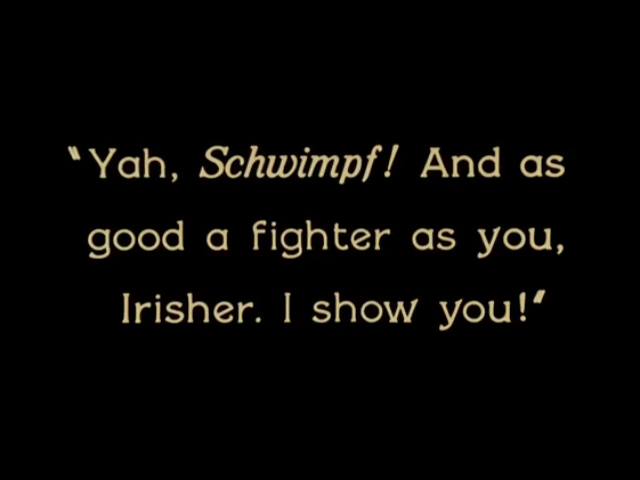 "Yah, Schwimpf! And as
good a fighter as you,
Irisher. I show you!"